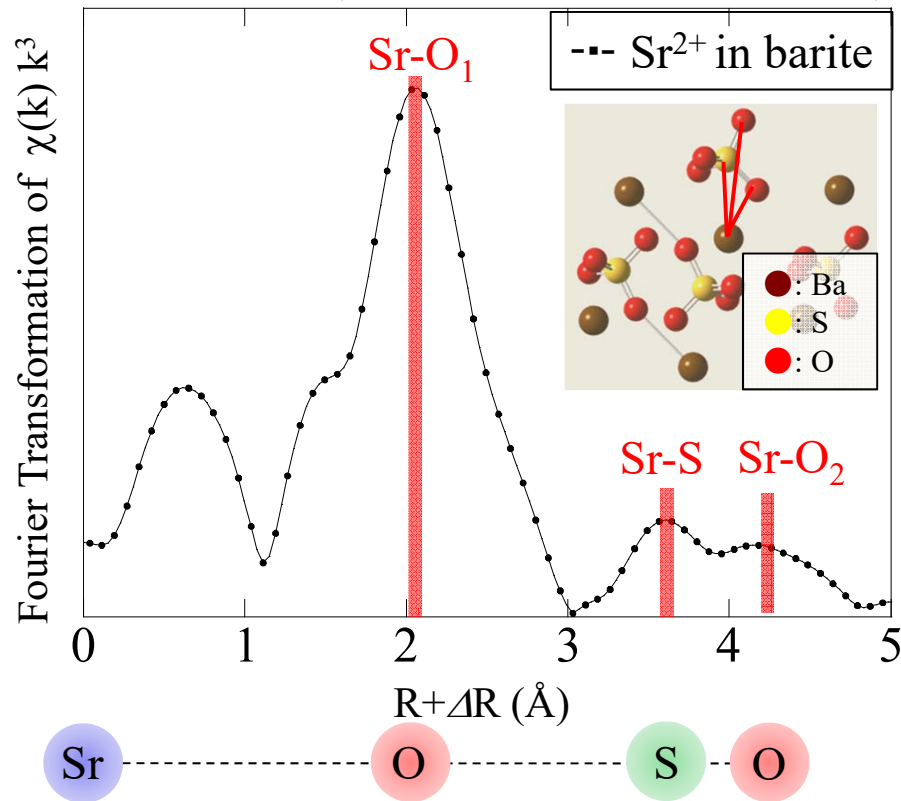 Fourier Transformation of χ(k) k³
Sr-O₁
Sr²⁺ in barite
: Ba
: S
: O
Sr-S
Sr-O₂
0 1 2 3 4 5
R+ΔR (Å)
Sr O S O